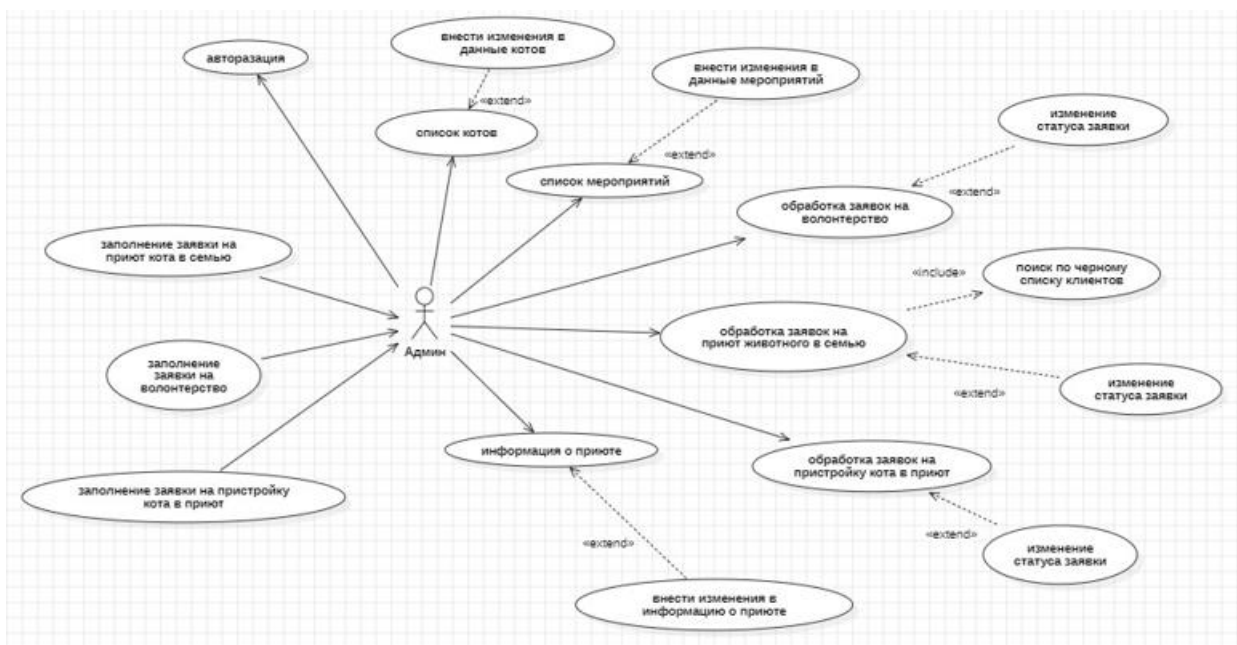 внести изменения в
данные котов
авторазация
внести изменения в
данные мероприятий
«extend»
список котов
изменение
статуса заявки
«extend»
список мероприятий
«extend»
обработка заявок на
волонтерство
заполнение заявки на
приют кота в семью
«include»
поиск по черному
списку клиентов
обработка заявок на
приют животного в семью
Админ
заполнение
заявки на
волонтерство
«extend»
изменение
статуса заявки
информация о приюте
обработка заявок на
пристройку кота в приют
заполнение заявки на пристройку
кота в приют
«extend»
«extend»
изменение
статуса заявки
внести изменения в
информацию о приюте